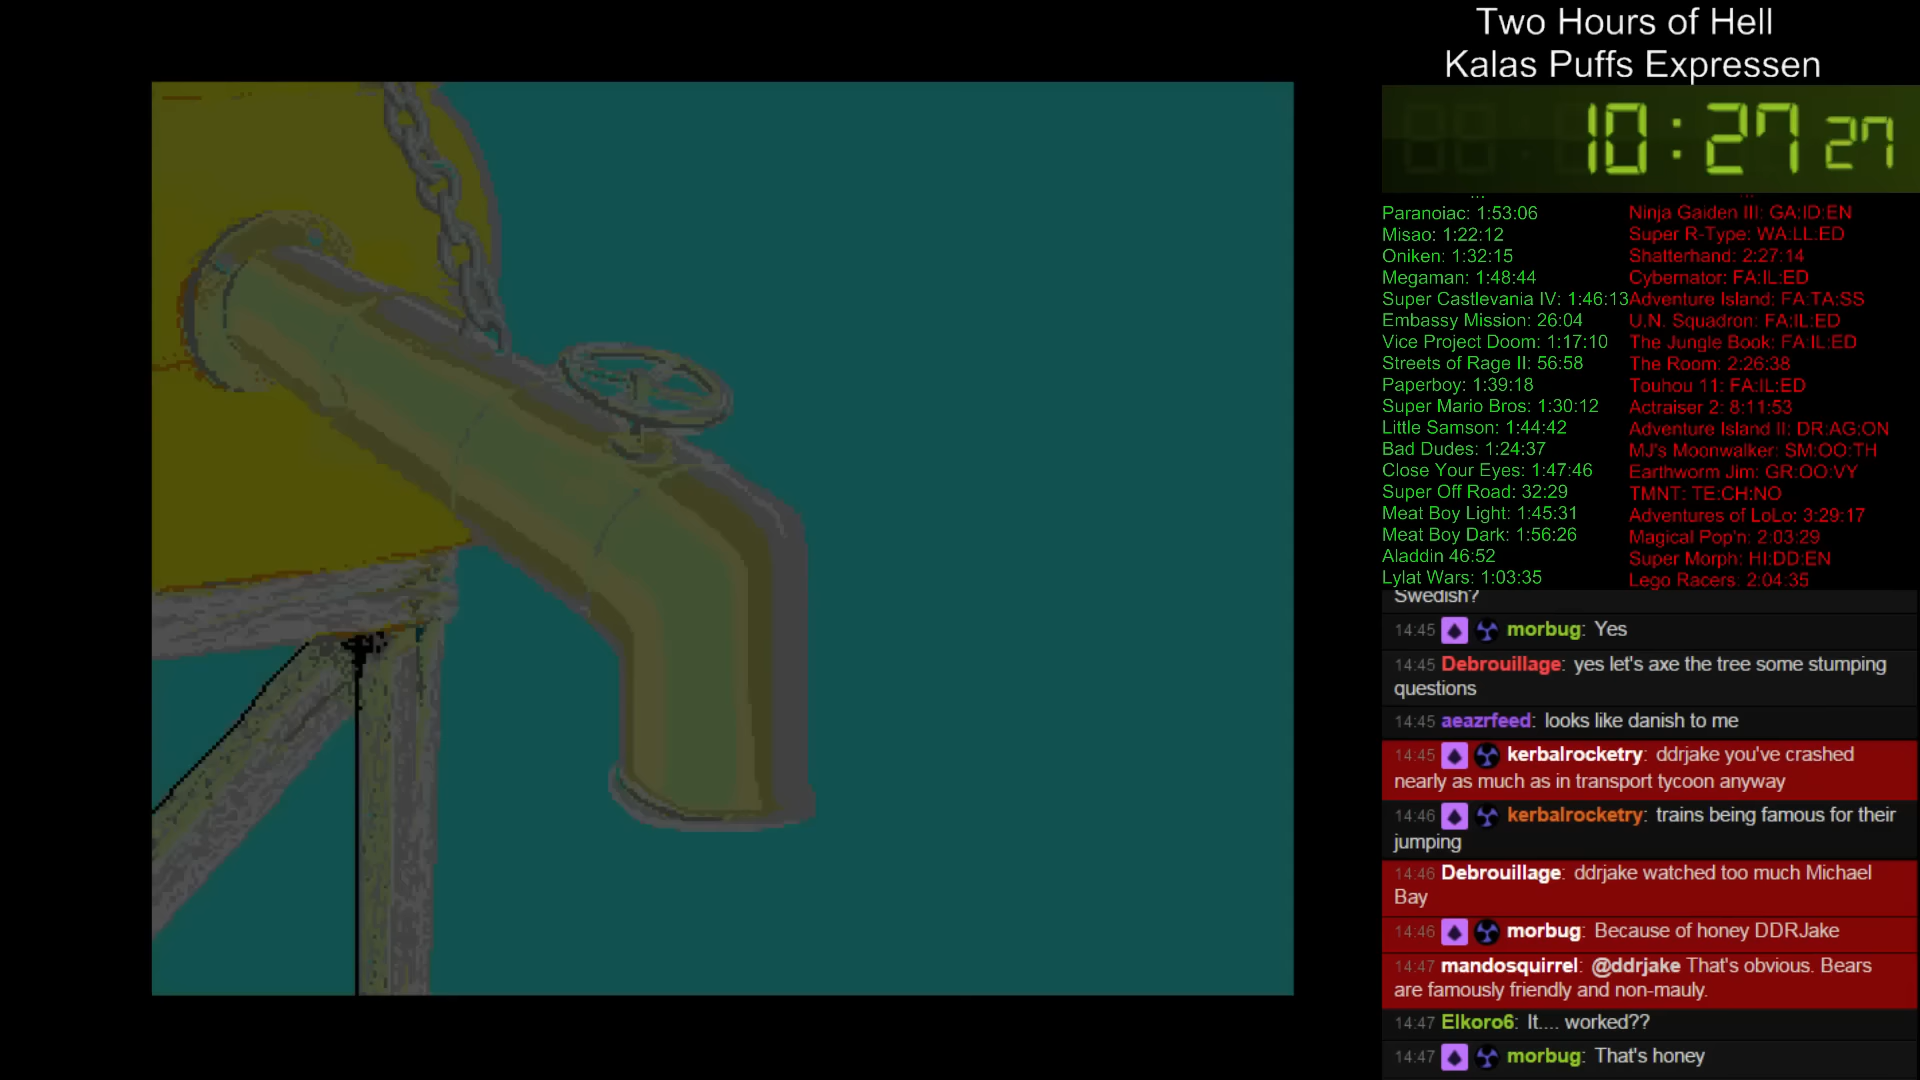 Two Hours of Hell
Kalas Puffs Expressen
10:27 27
... ...
Paranoiac: 1:53:06
Misao: 1:22:12
Oniken: 1:32:15
Megaman: 1:48:44
Super Castlevania IV: 1:46:13
Embassy Mission: 26:04
Vice Project Doom: 1:17:10
Streets of Rage II: 56:58
Paperboy: 1:39:18
Super Mario Bros: 1:30:12
Little Samson: 1:44:42
Bad Dudes: 1:24:37
Close Your Eyes: 1:47:46
Super Off Road: 32:29
Meat Boy Light: 1:45:31
Meat Boy Dark: 1:56:26
Aladdin 46:52
Lylat Wars: 1:03:35
Ninja Gaiden III: GA:ID:EN
Super R-Type: WA:LL:ED
Shatterhand: 2:27:14
Cybernator: FA:IL:ED
Adventure Island: FA:TA:SS
U.N. Squadron: FA:IL:ED
The Jungle Book: FA:IL:ED
The Room: 2:26:38
Touhou 11: FA:IL:ED
Actraiser 2: 8:11:53
Adventure Island II: DR:AG:ON
MJ's Moonwalker: SM:OO:TH
Earthworm Jim: GR:OO:VY
TMNT: TE:CH:NO
Adventures of LoLo: 3:29:17
Magical Pop'n: 2:03:29
Super Morph: HI:DD:EN
Lego Racers: 2:04:35
Swedish?
14:45 morbug: Yes
14:45 Debrouillage: yes let's axe the tree some stumping
questions
14:45 aeazrfeed: looks like danish to me
14:45 kerbalrocketry: ddrjake you've crashed
nearly as much as in transport tycoon anyway
14:46 kerbalrocketry: trains being famous for their
jumping
14:46 Debrouillage: ddrjake watched too much Michael
Bay
14:46 morbug: Because of honey DDRJake
14:47 mandosquirrel: @ddrjake That's obvious. Bears
are famously friendly and non-mauly.
14:47 Elkoro6: It.... worked??
14:47 morbug: That's honey